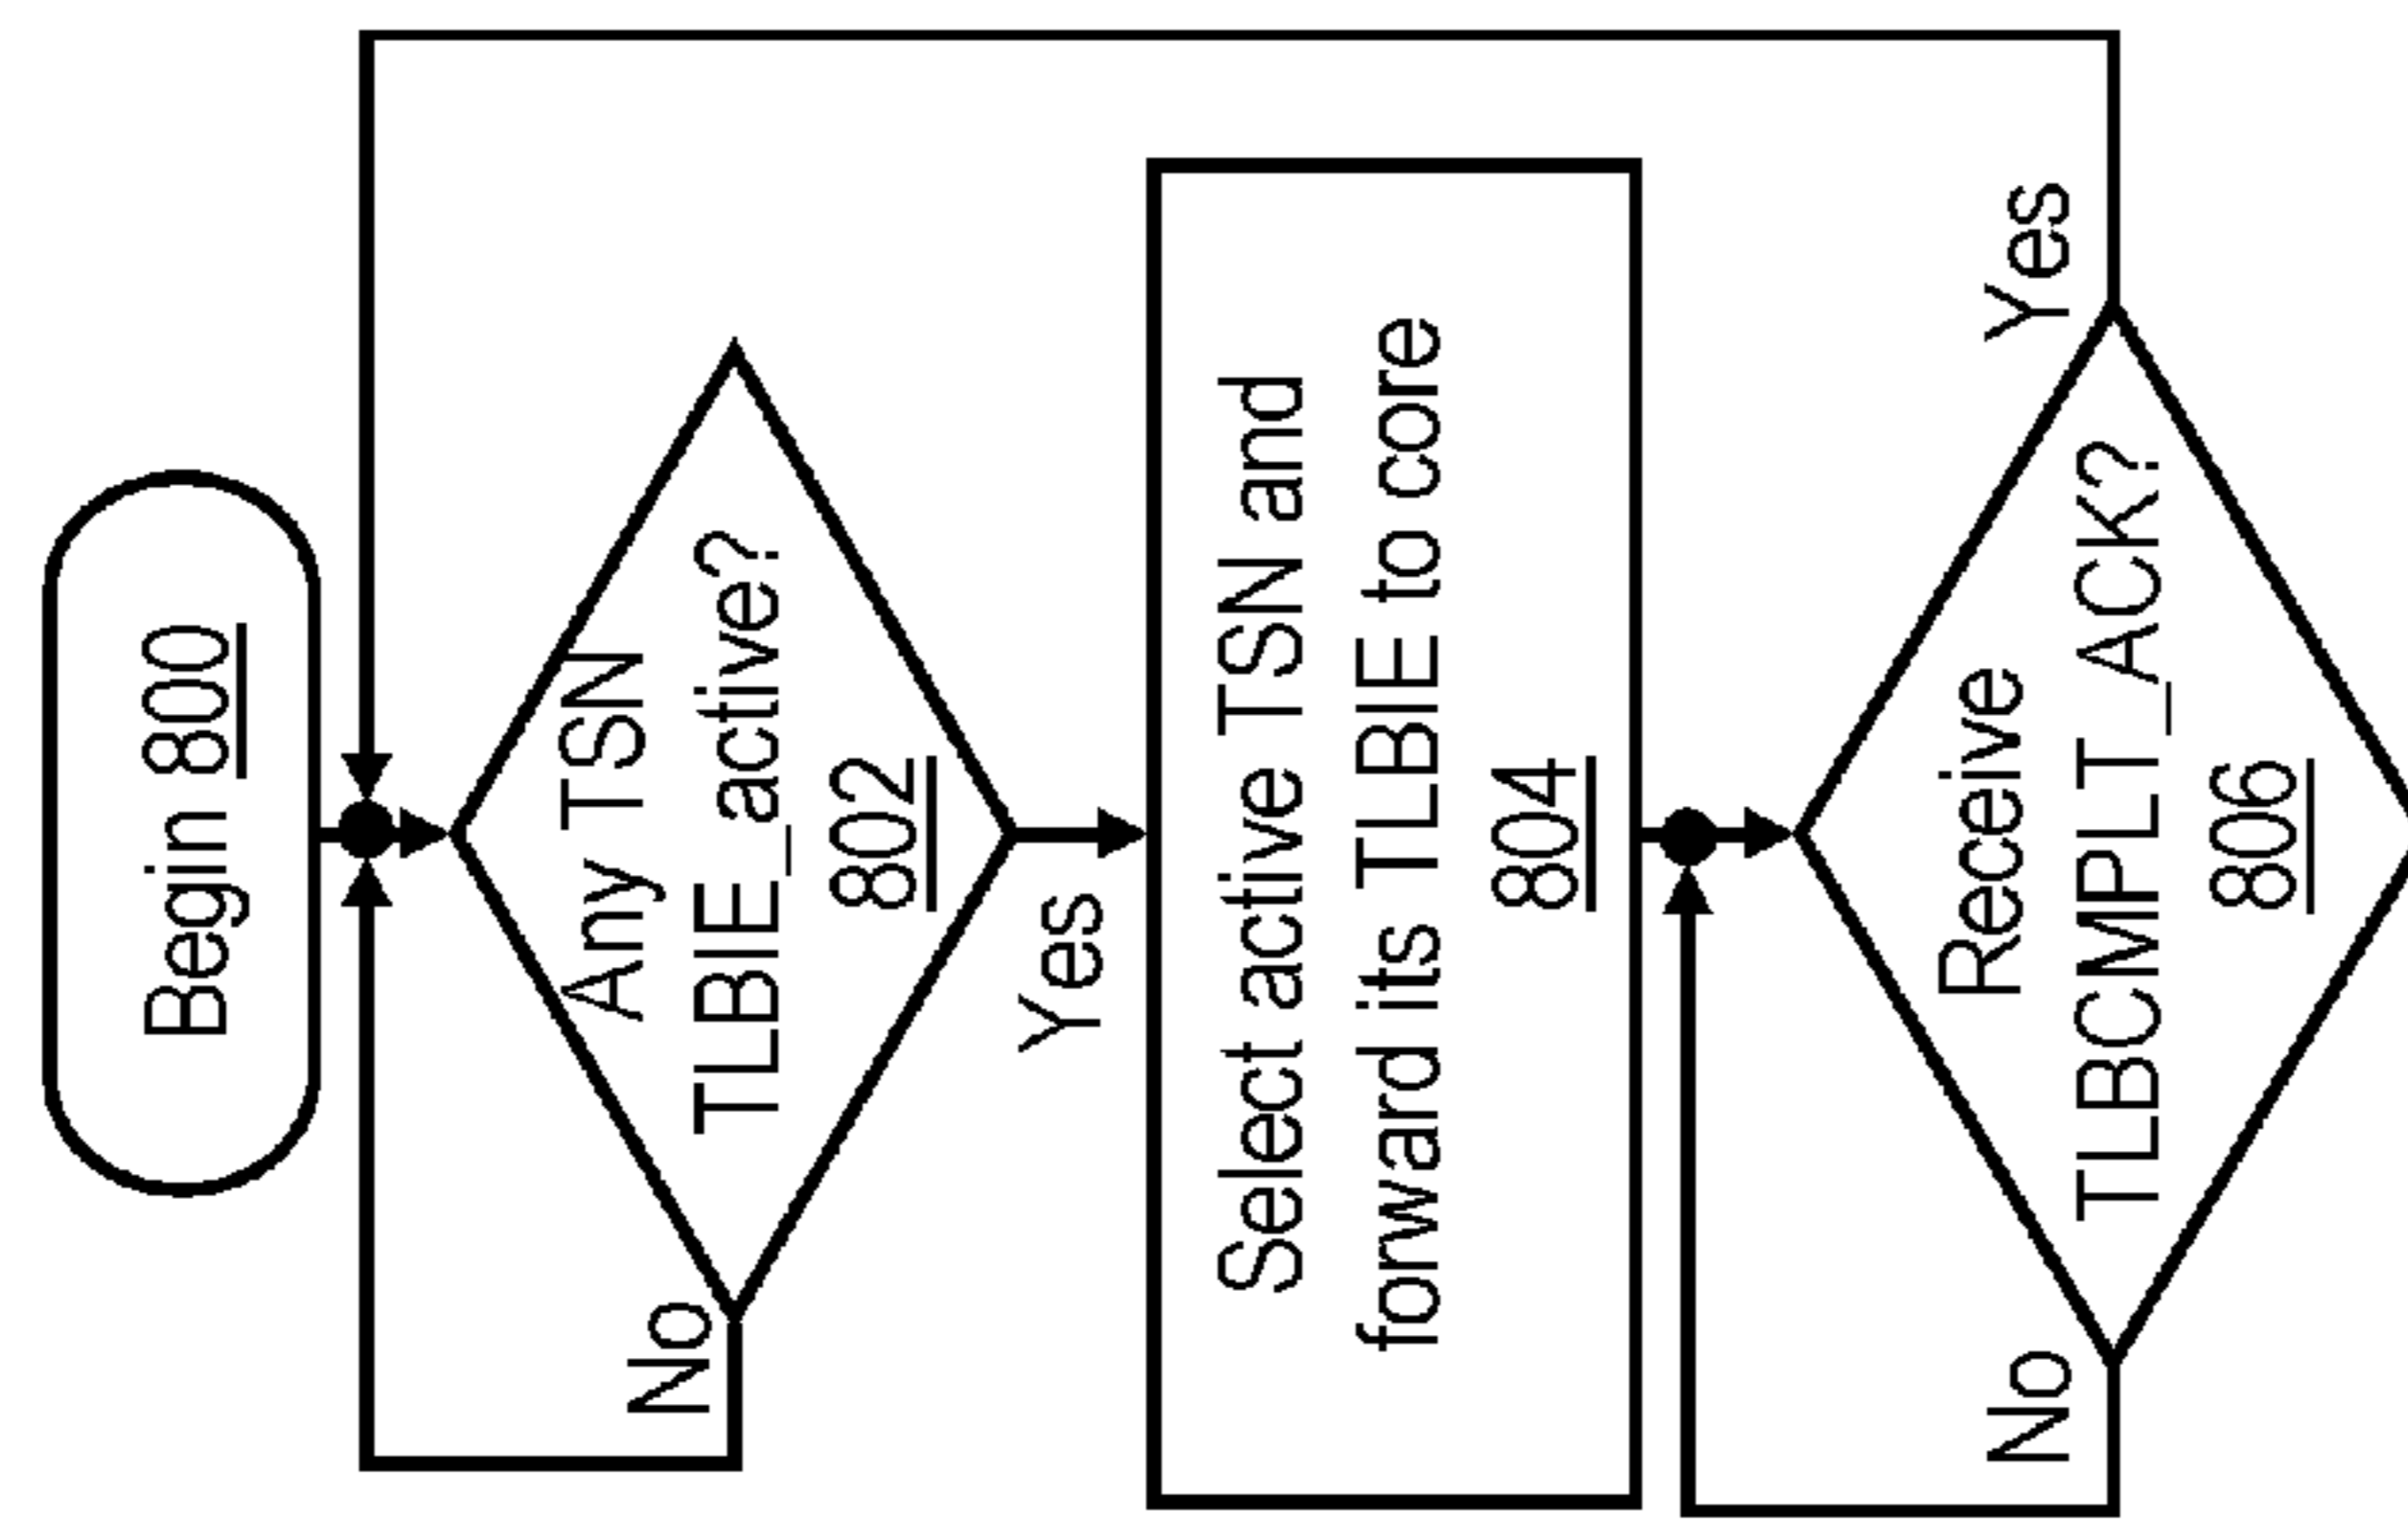 Begin 800
Any TSN
TLBIE_active?
802
No
Yes
Select active TSN and
forward its TLBIE to core
804
Receive
TLBCMPLT_ACK?
806
No
Yes